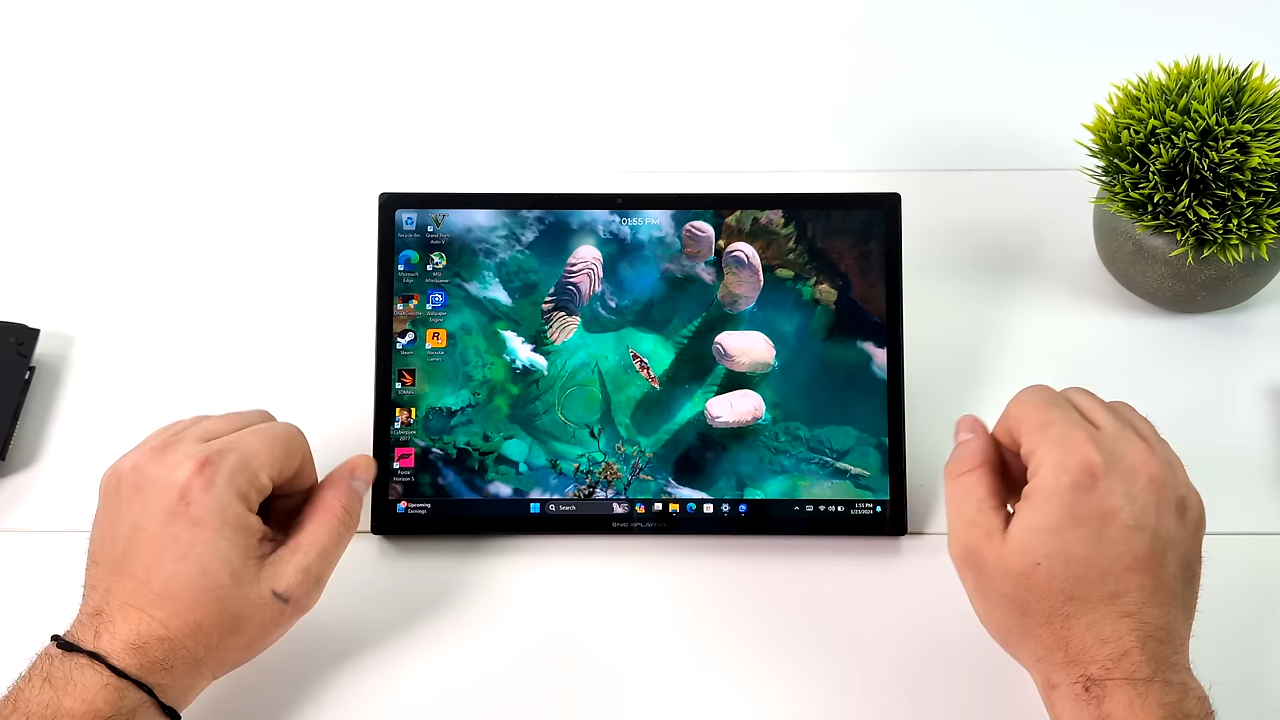 01:55 PM
Recycle Bin
Grand Theft
Auto V
Microsoft
Edge
MSI
Afterburner
OneXConsole
Wallpaper
Engine
Steam
Rockstar
Games
3DMark
Cyberpunk
2077
Forza
Horizon 5
Upcoming
Earnings
Search
1:55 PM
1/23/2024
ONEXPLAYER